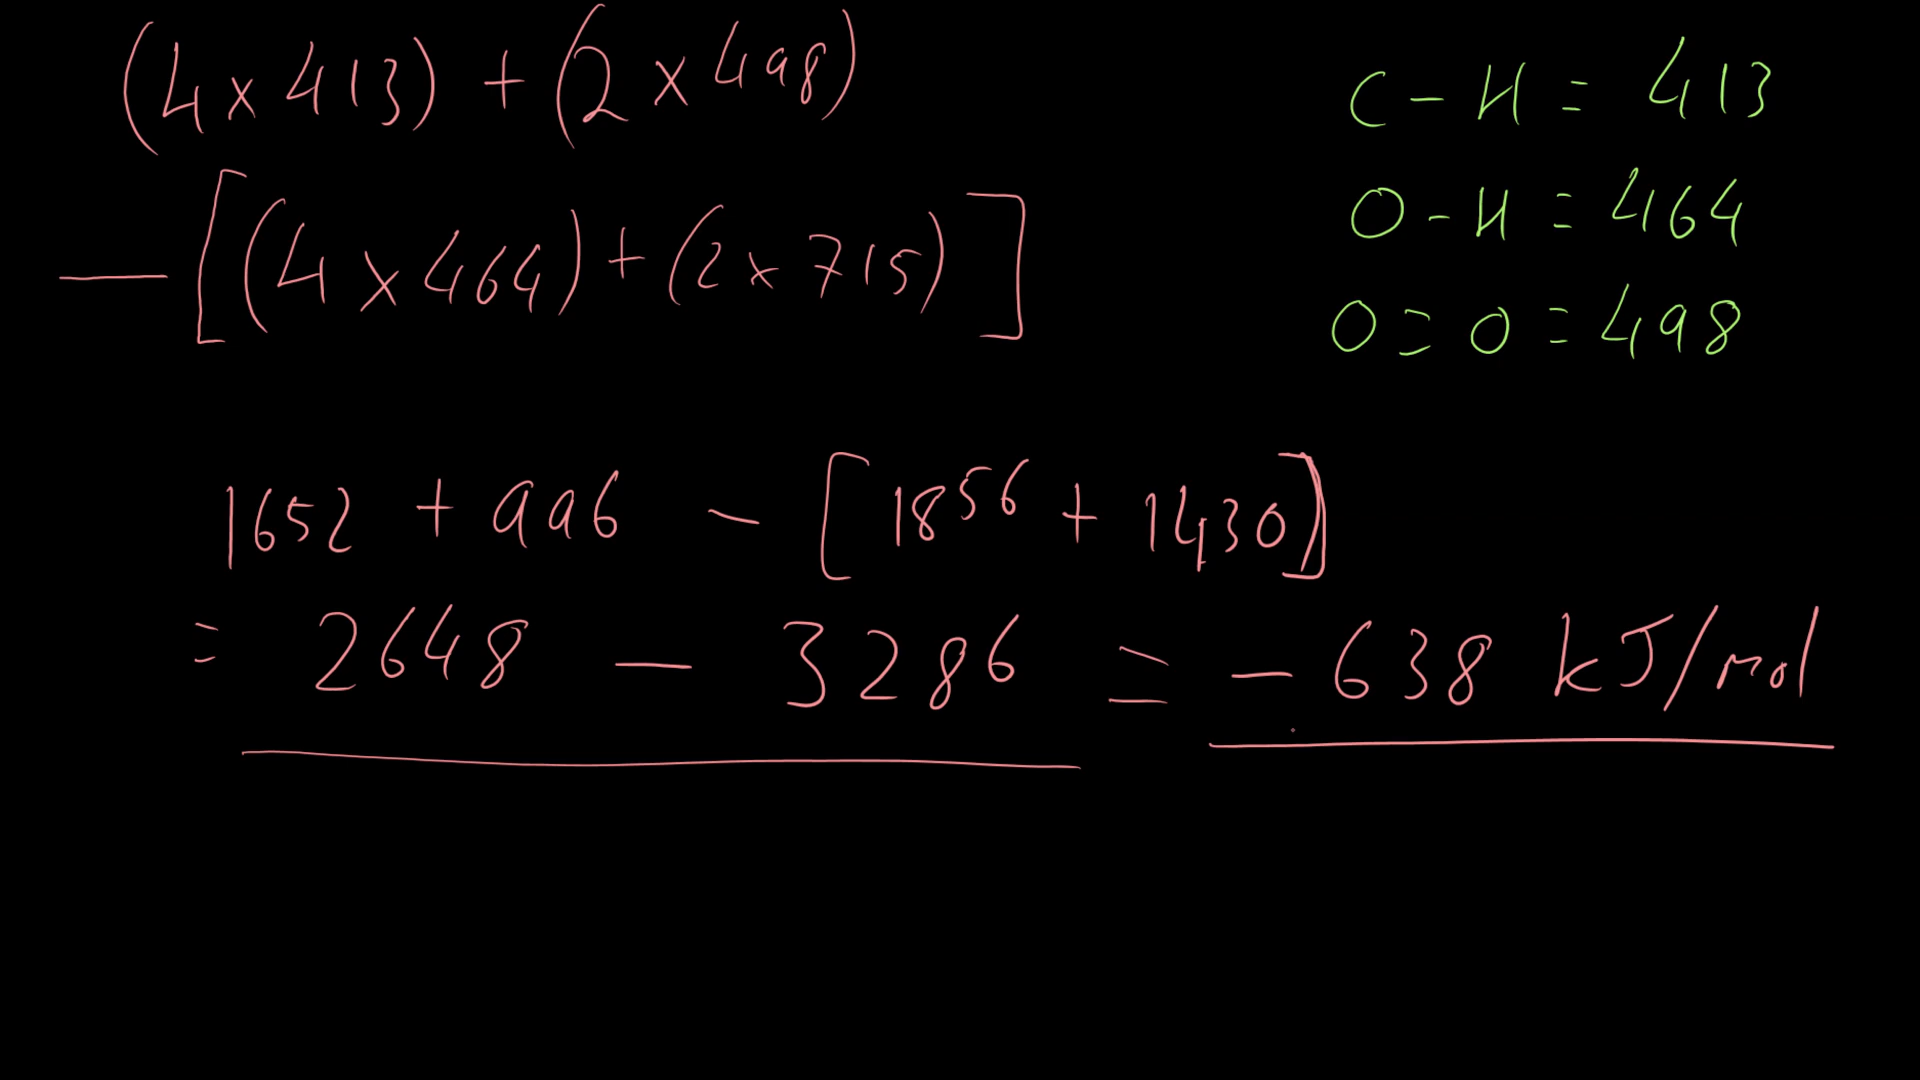 (4 x 413) + (2 x 498)
C - H = 413
- [(4 x 464) + (2 x 715)]
O - H = 464
O = O = 498
1652 + 996 - [1856 + 1430]
= 2648 - 3286 = - 638 kJ/mol